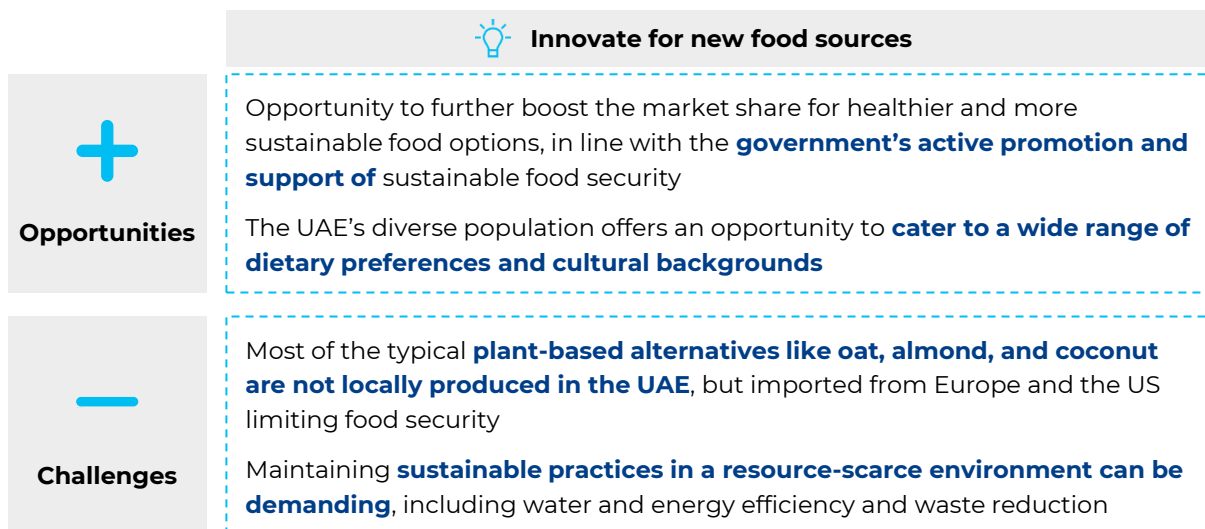 Innovate for new food sources
Opportunities
Opportunity to further boost the market share for healthier and more
sustainable food options, in line with the government’s active promotion and
support of sustainable food security
The UAE’s diverse population offers an opportunity to cater to a wide range of
dietary preferences and cultural backgrounds
Challenges
Most of the typical plant-based alternatives like oat, almond, and coconut
are not locally produced in the UAE, but imported from Europe and the US
limiting food security
Maintaining sustainable practices in a resource-scarce environment can be
demanding, including water and energy efficiency and waste reduction